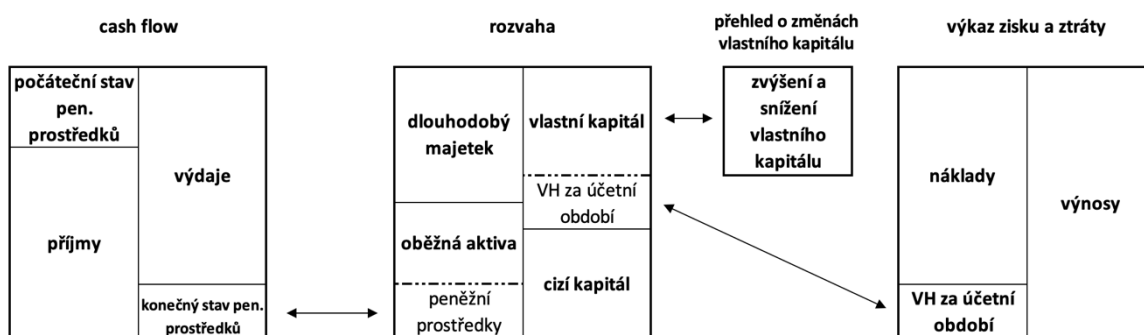 cash flow
počáteční stav
pen.
prostředků
výdaje
příjmy
konečný stav pen.
prostředků
rozvaha
dlouhodobý
majetek
vlastní kapitál
VH za účetní
období
oběžná aktiva
peněžní
prostředky
cizí kapitál
přehled o změnách
vlastního kapitálu
zvýšení a
snížení
vlastního
kapitálu
výkaz zisku a ztráty
náklady
výnosy
VH za účetní
období